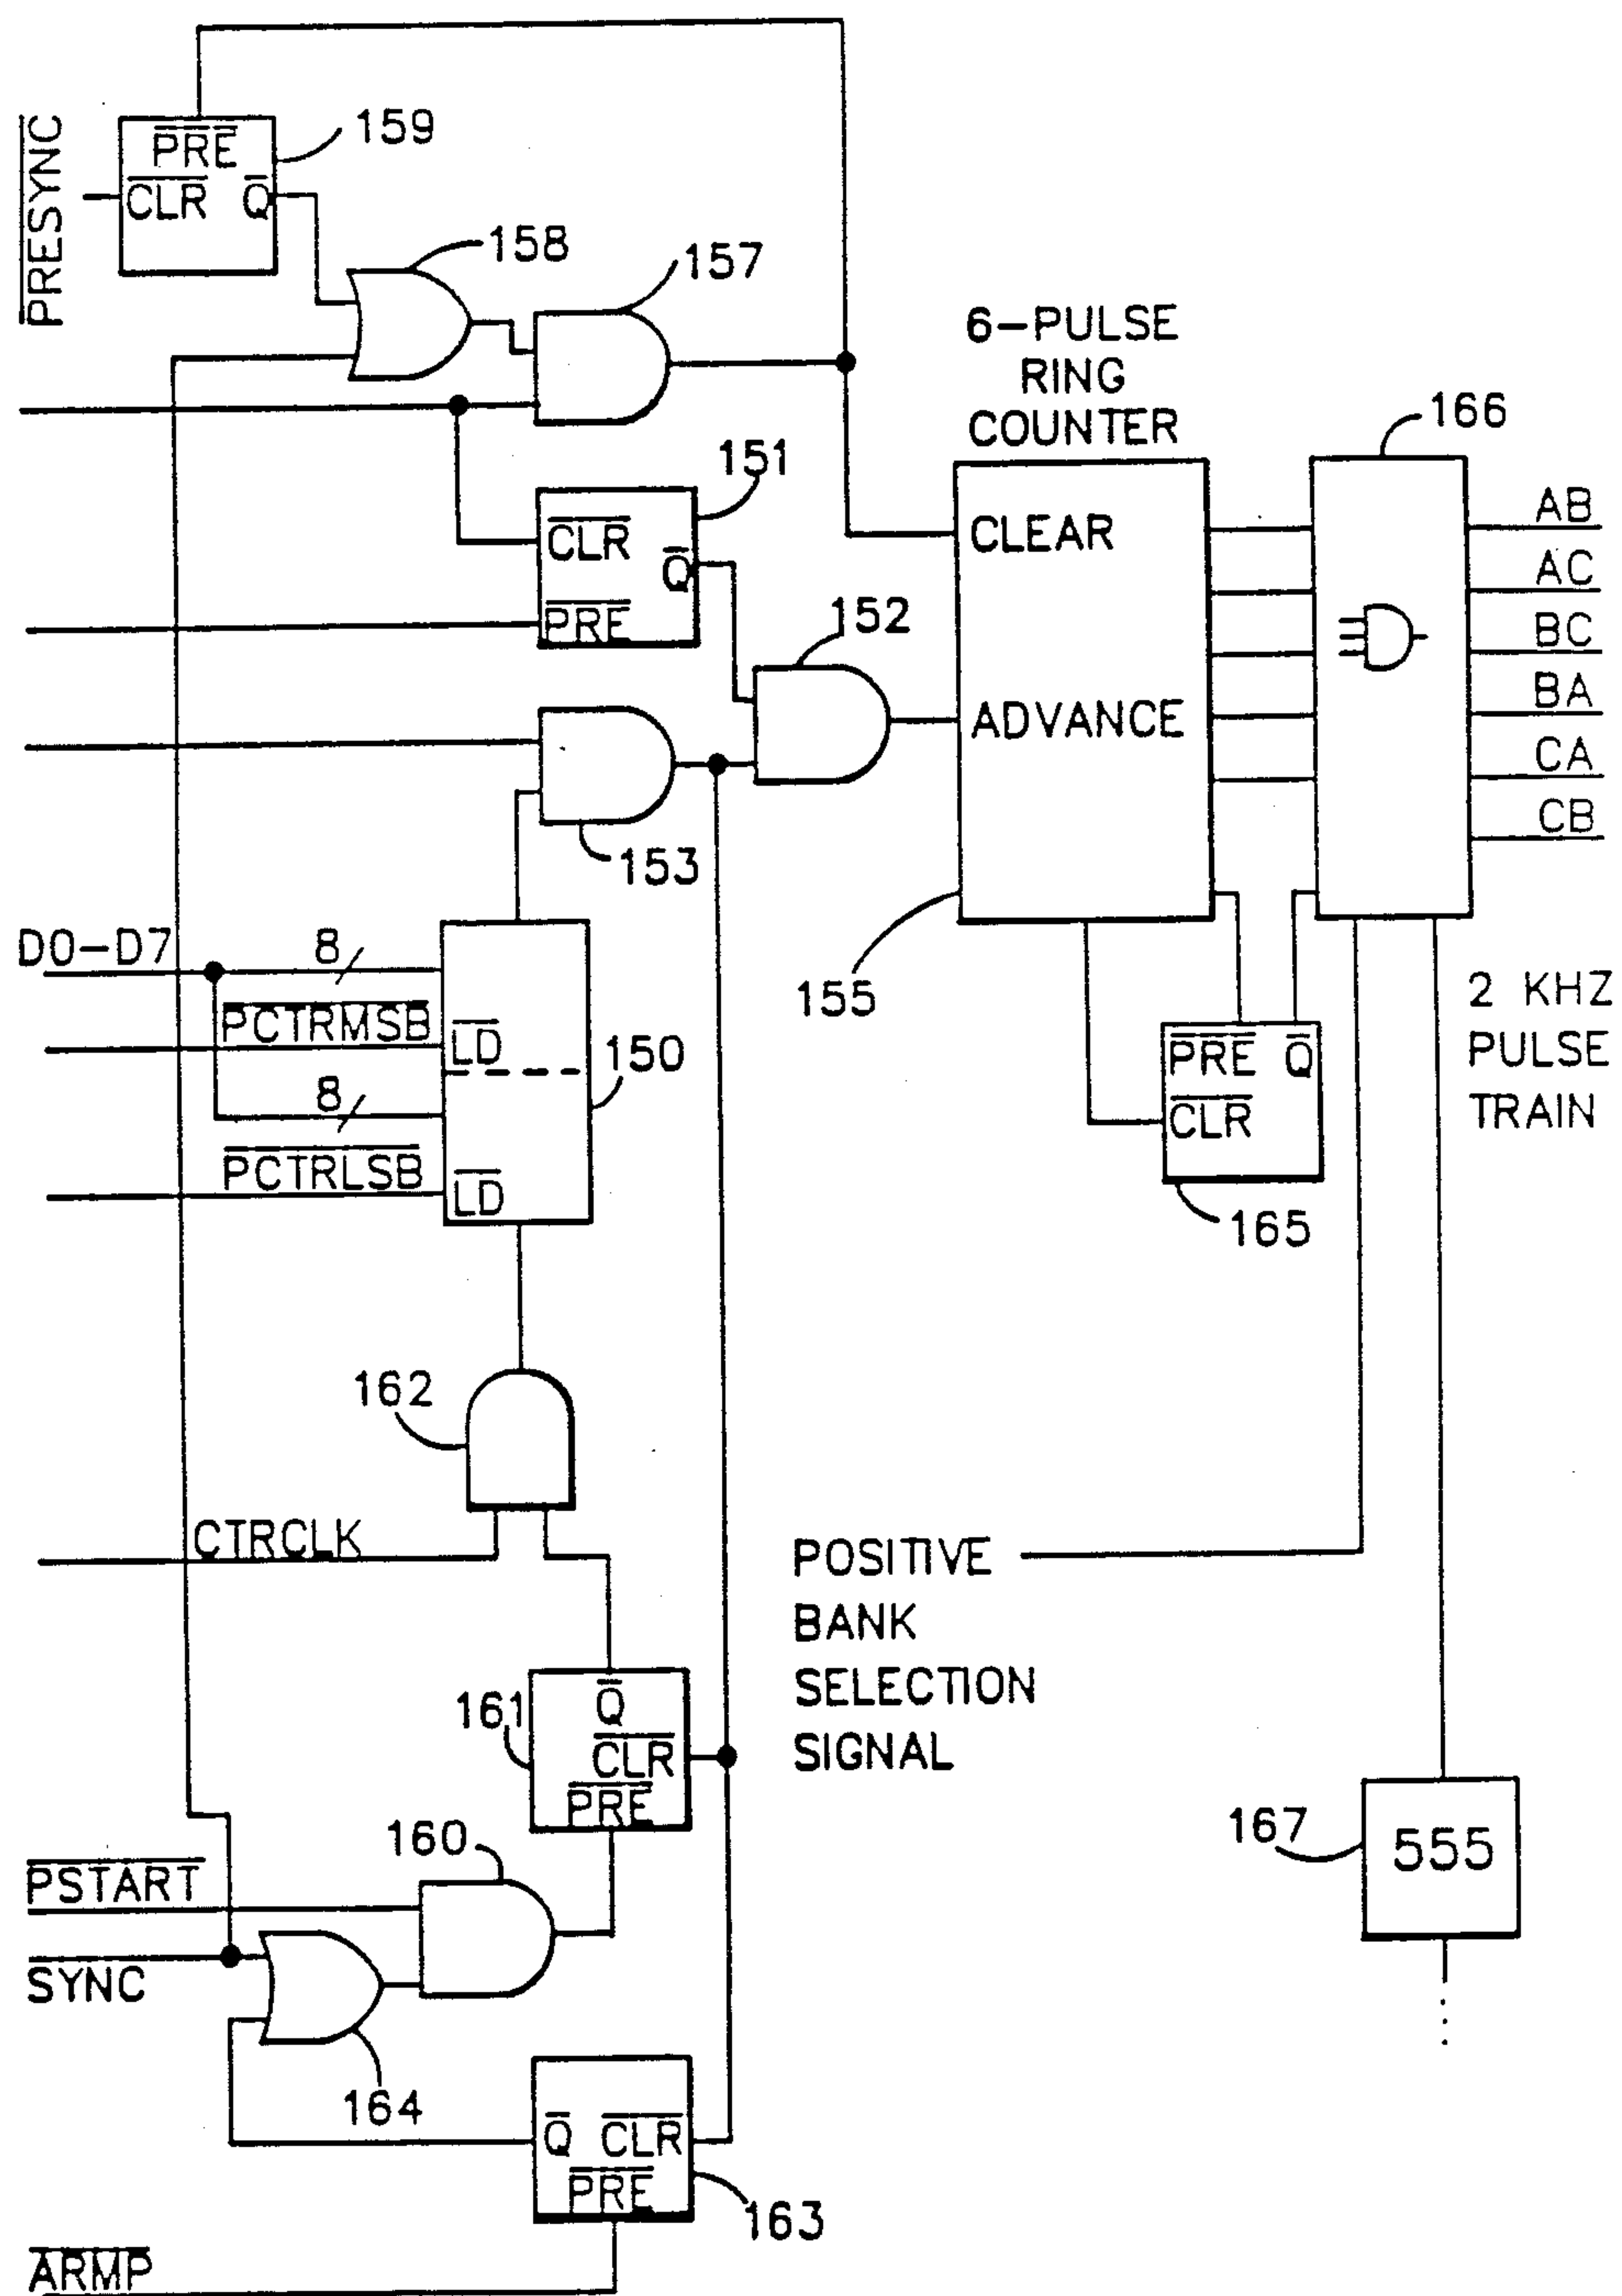 PRESYNC
PRE
CLR Q
159
158
157
6-PULSE
RING
COUNTER
166
151
CLR
Q
PRE
CLEAR
ADVANCE
152
153
155
AB
AC
BC
BA
CA
CB
D0-D7
8
PCTRMSB
LD
150
8
PCTRLSB
LD
PRE Q
CLR
165
2 KHZ
PULSE
TRAIN
162
CTRCLK
POSITIVE
BANK
SELECTION
SIGNAL
161
Q
CLR
PRE
160
PSTART
SYNC
164
167
555
Q CLR
PRE
163
ARMP